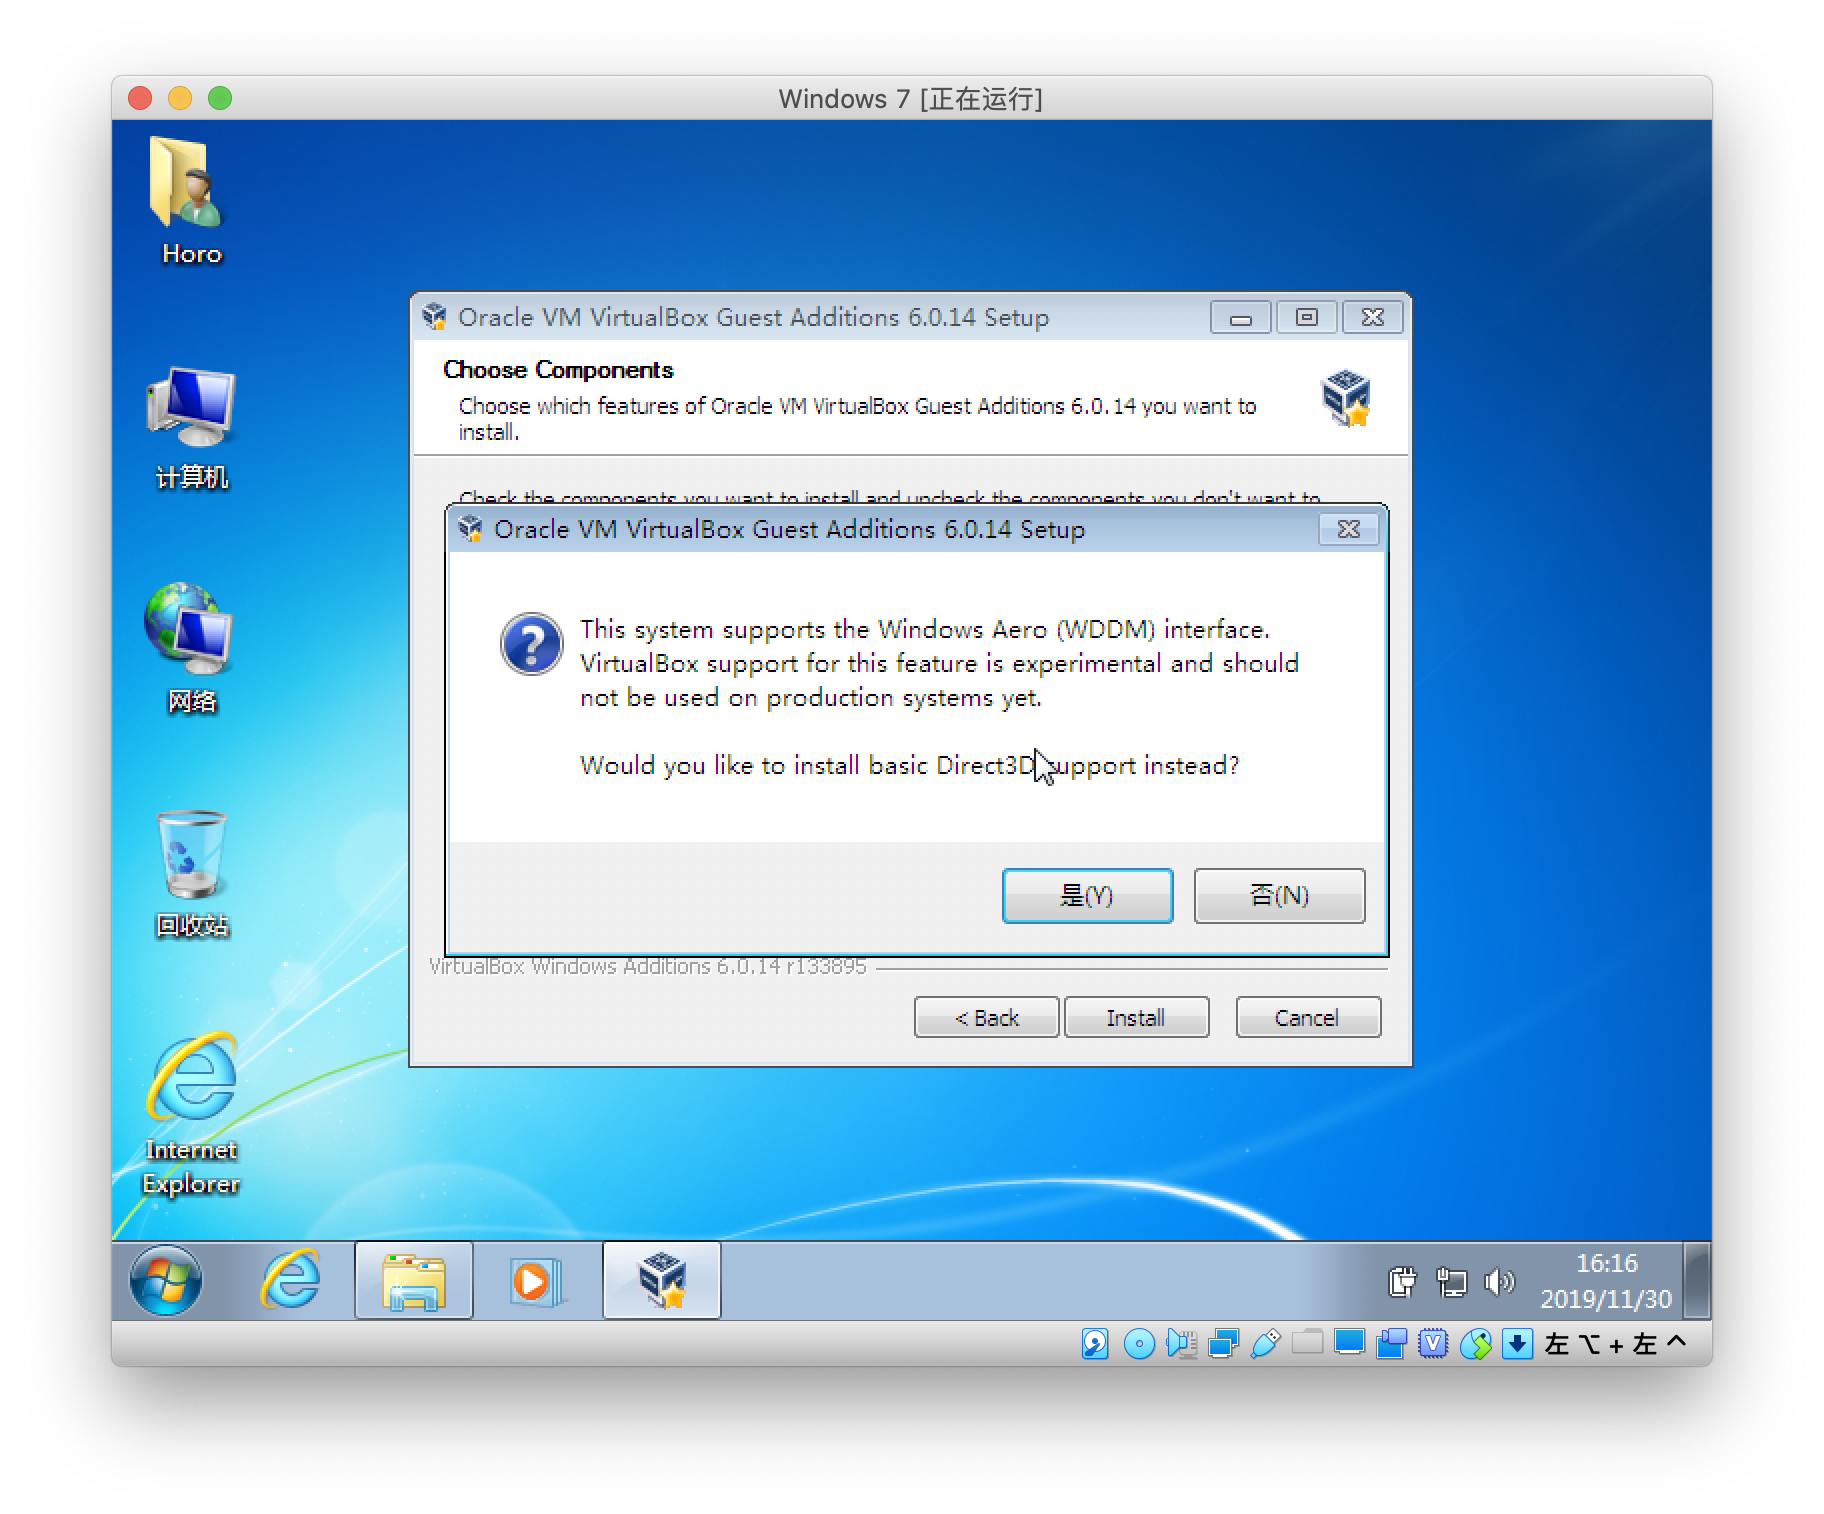 Windows 7 [正在运行]
Horo
计算机
网络
回收站
Internet
Explorer
Oracle VM VirtualBox Guest Additions 6.0.14 Setup
Choose Components
Choose which features of Oracle VM VirtualBox Guest Additions 6.0.14 you want to
install.
Check the components you want to install and uncheck the components you don't want to
Oracle VM VirtualBox Guest Additions 6.0.14 Setup
This system supports the Windows Aero (WDDM) interface.
VirtualBox support for this feature is experimental and should
not be used on production systems yet.
Would you like to install basic Direct3D support instead?
是(Y)
否(N)
VirtualBox Windows Additions 6.0.14 r133895
< Back
Install
Cancel
16:16
2019/11/30
左 ⌥ + 左 ^